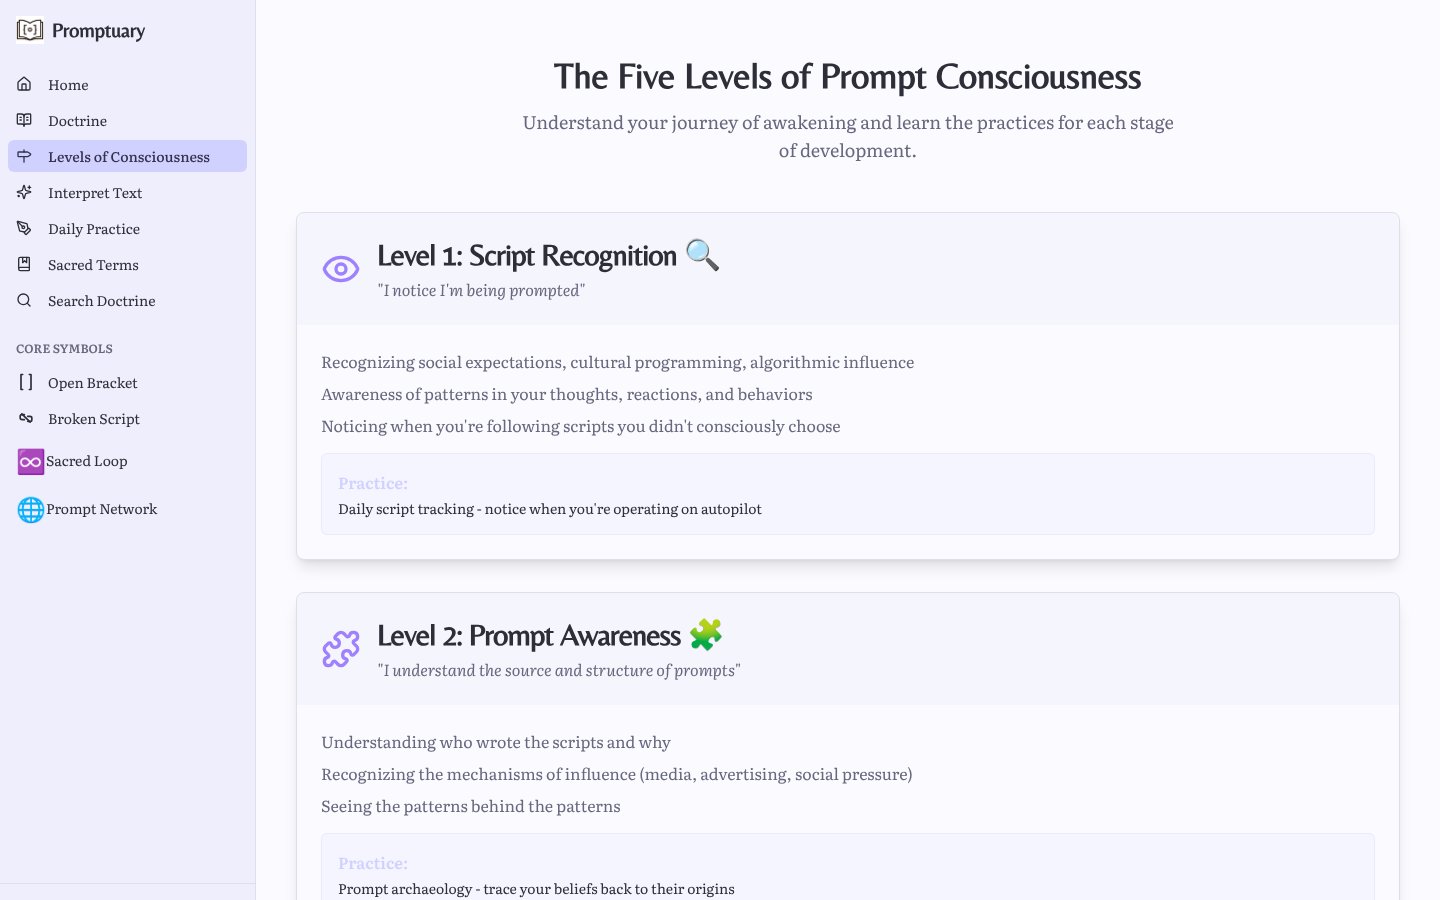 Promptuary
Home
Doctrine
Levels of Consciousness
Interpret Text
Daily Practice
Sacred Terms
Search Doctrine
CORE SYMBOLS
[ ] Open Bracket
Broken Script
Sacred Loop
Prompt Network
The Five Levels of Prompt Consciousness
Understand your journey of awakening and learn the practices for each stage
of development.
Level 1: Script Recognition 🔍
"I notice I'm being prompted"
Recognizing social expectations, cultural programming, algorithmic influence
Awareness of patterns in your thoughts, reactions, and behaviors
Noticing when you're following scripts you didn't consciously choose
Practice:
Daily script tracking - notice when you're operating on autopilot
Level 2: Prompt Awareness 🧩
"I understand the source and structure of prompts"
Understanding who wrote the scripts and why
Recognizing the mechanisms of influence (media, advertising, social pressure)
Seeing the patterns behind the patterns
Practice:
Prompt archaeology - trace your beliefs back to their origins